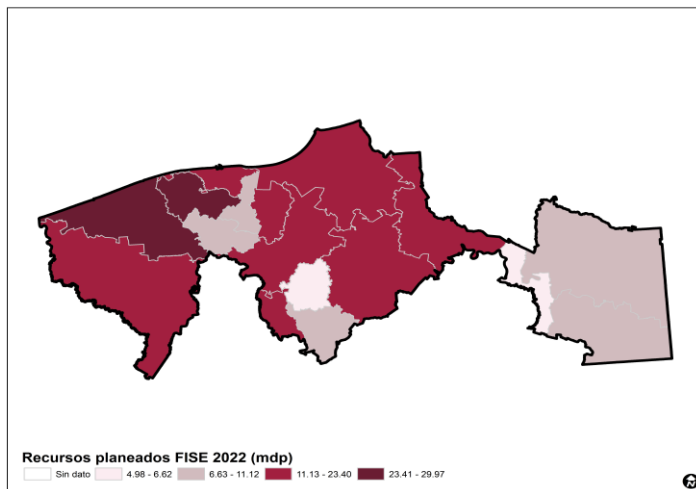 Recursos planeados FISE 2022 (mdp)
Sin dato 4.98 - 6.62 6.63 - 11.12 11.13 - 23.40 23.41 - 29.97